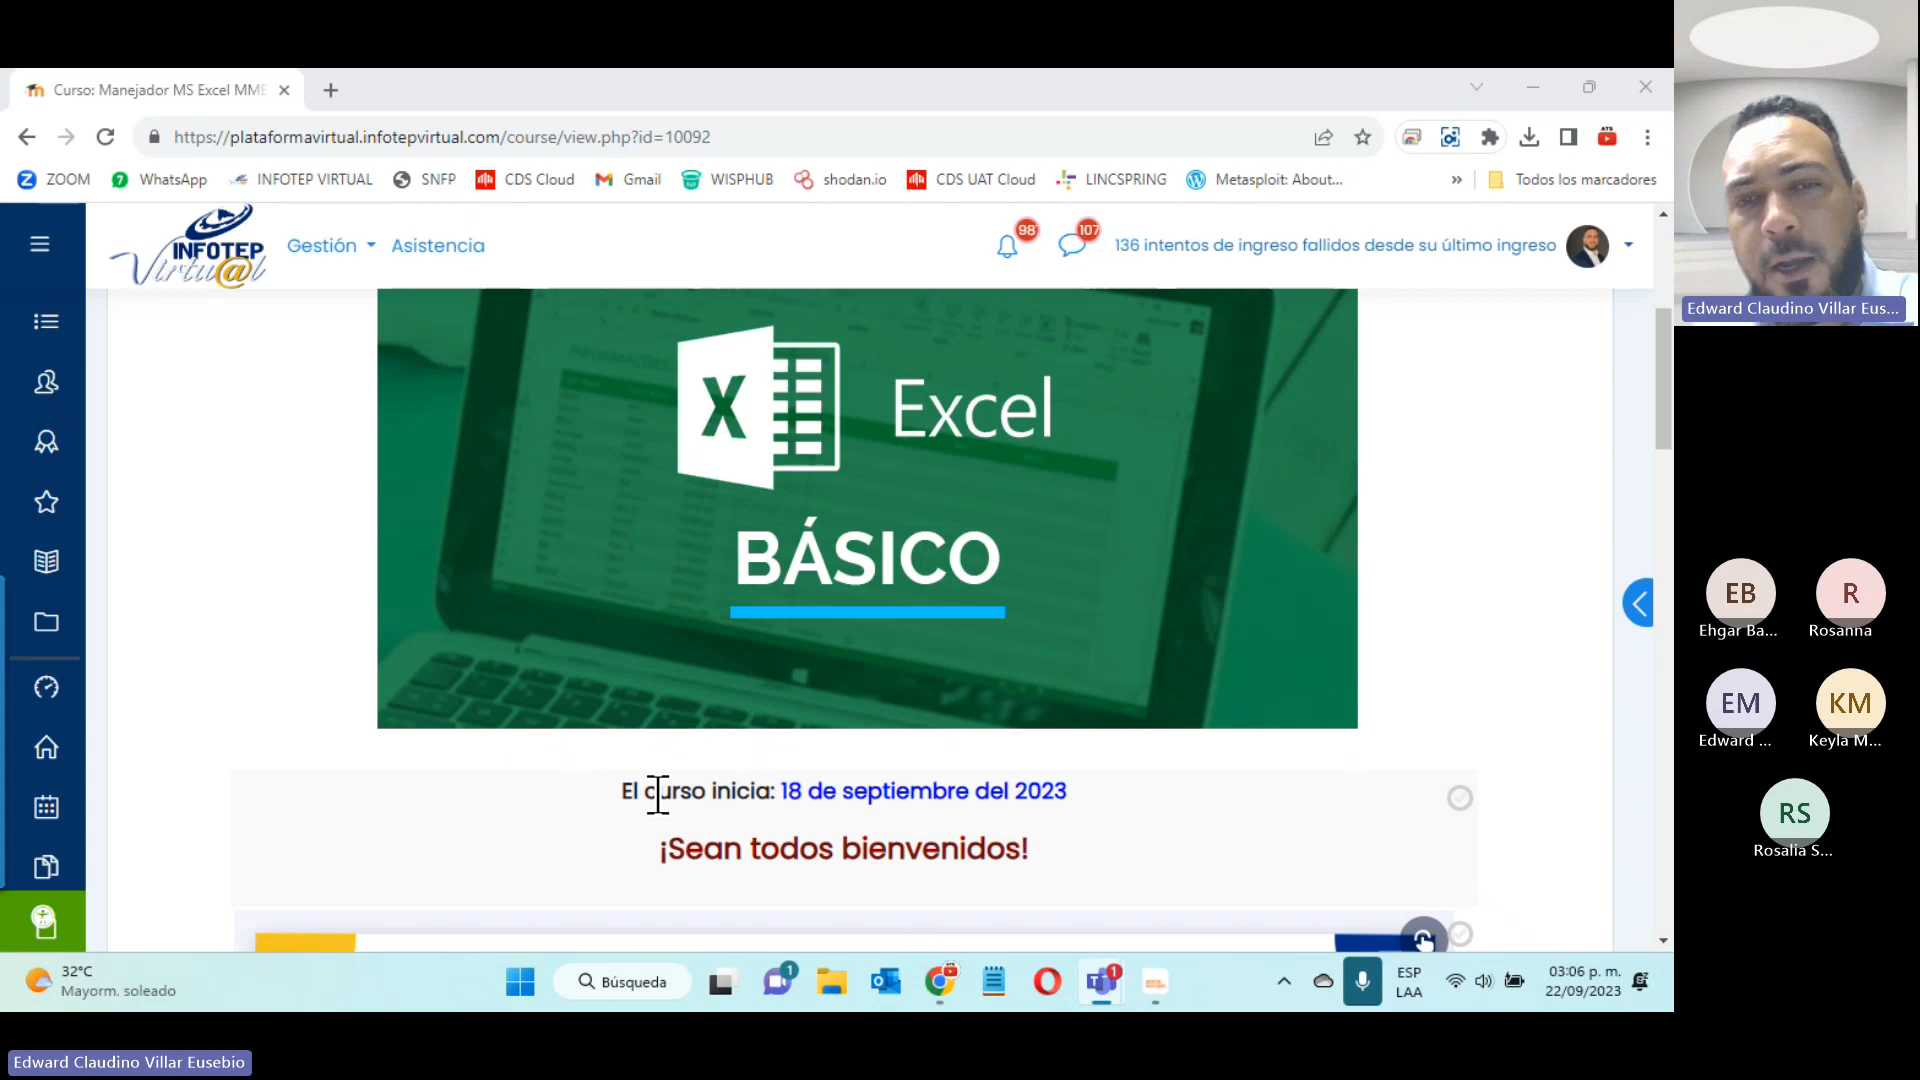 Curso: Manejador MS Excel MME
https://plataformavirtual.infotepvirtual.com/course/view.php?id=10092
ZOOM
WhatsApp
INFOTEP VIRTUAL
SNFP
CDS Cloud
Gmail
WISPHUB
shodan.io
CDS UAT Cloud
LINCSPRING
Metasploit: About...
»
Todos los marcadores
INFOTEP
Virtu@l
Gestión
Asistencia
98
107
136 intentos de ingreso fallidos desde su último ingreso
X
Excel
BÁSICO
El curso inicia: 18 de septiembre del 2023
¡Sean todos bienvenidos!
Edward Claudino Villar Eus...
EB
Ehgar Ba...
R
Rosanna
EM
Edward ...
KM
Keyla M...
RS
Rosalia S...
32°C
Mayorm. soleado
Búsqueda
1
1
ESP
LAA
03:06 p. m.
22/09/2023
Edward Claudino Villar Eusebio